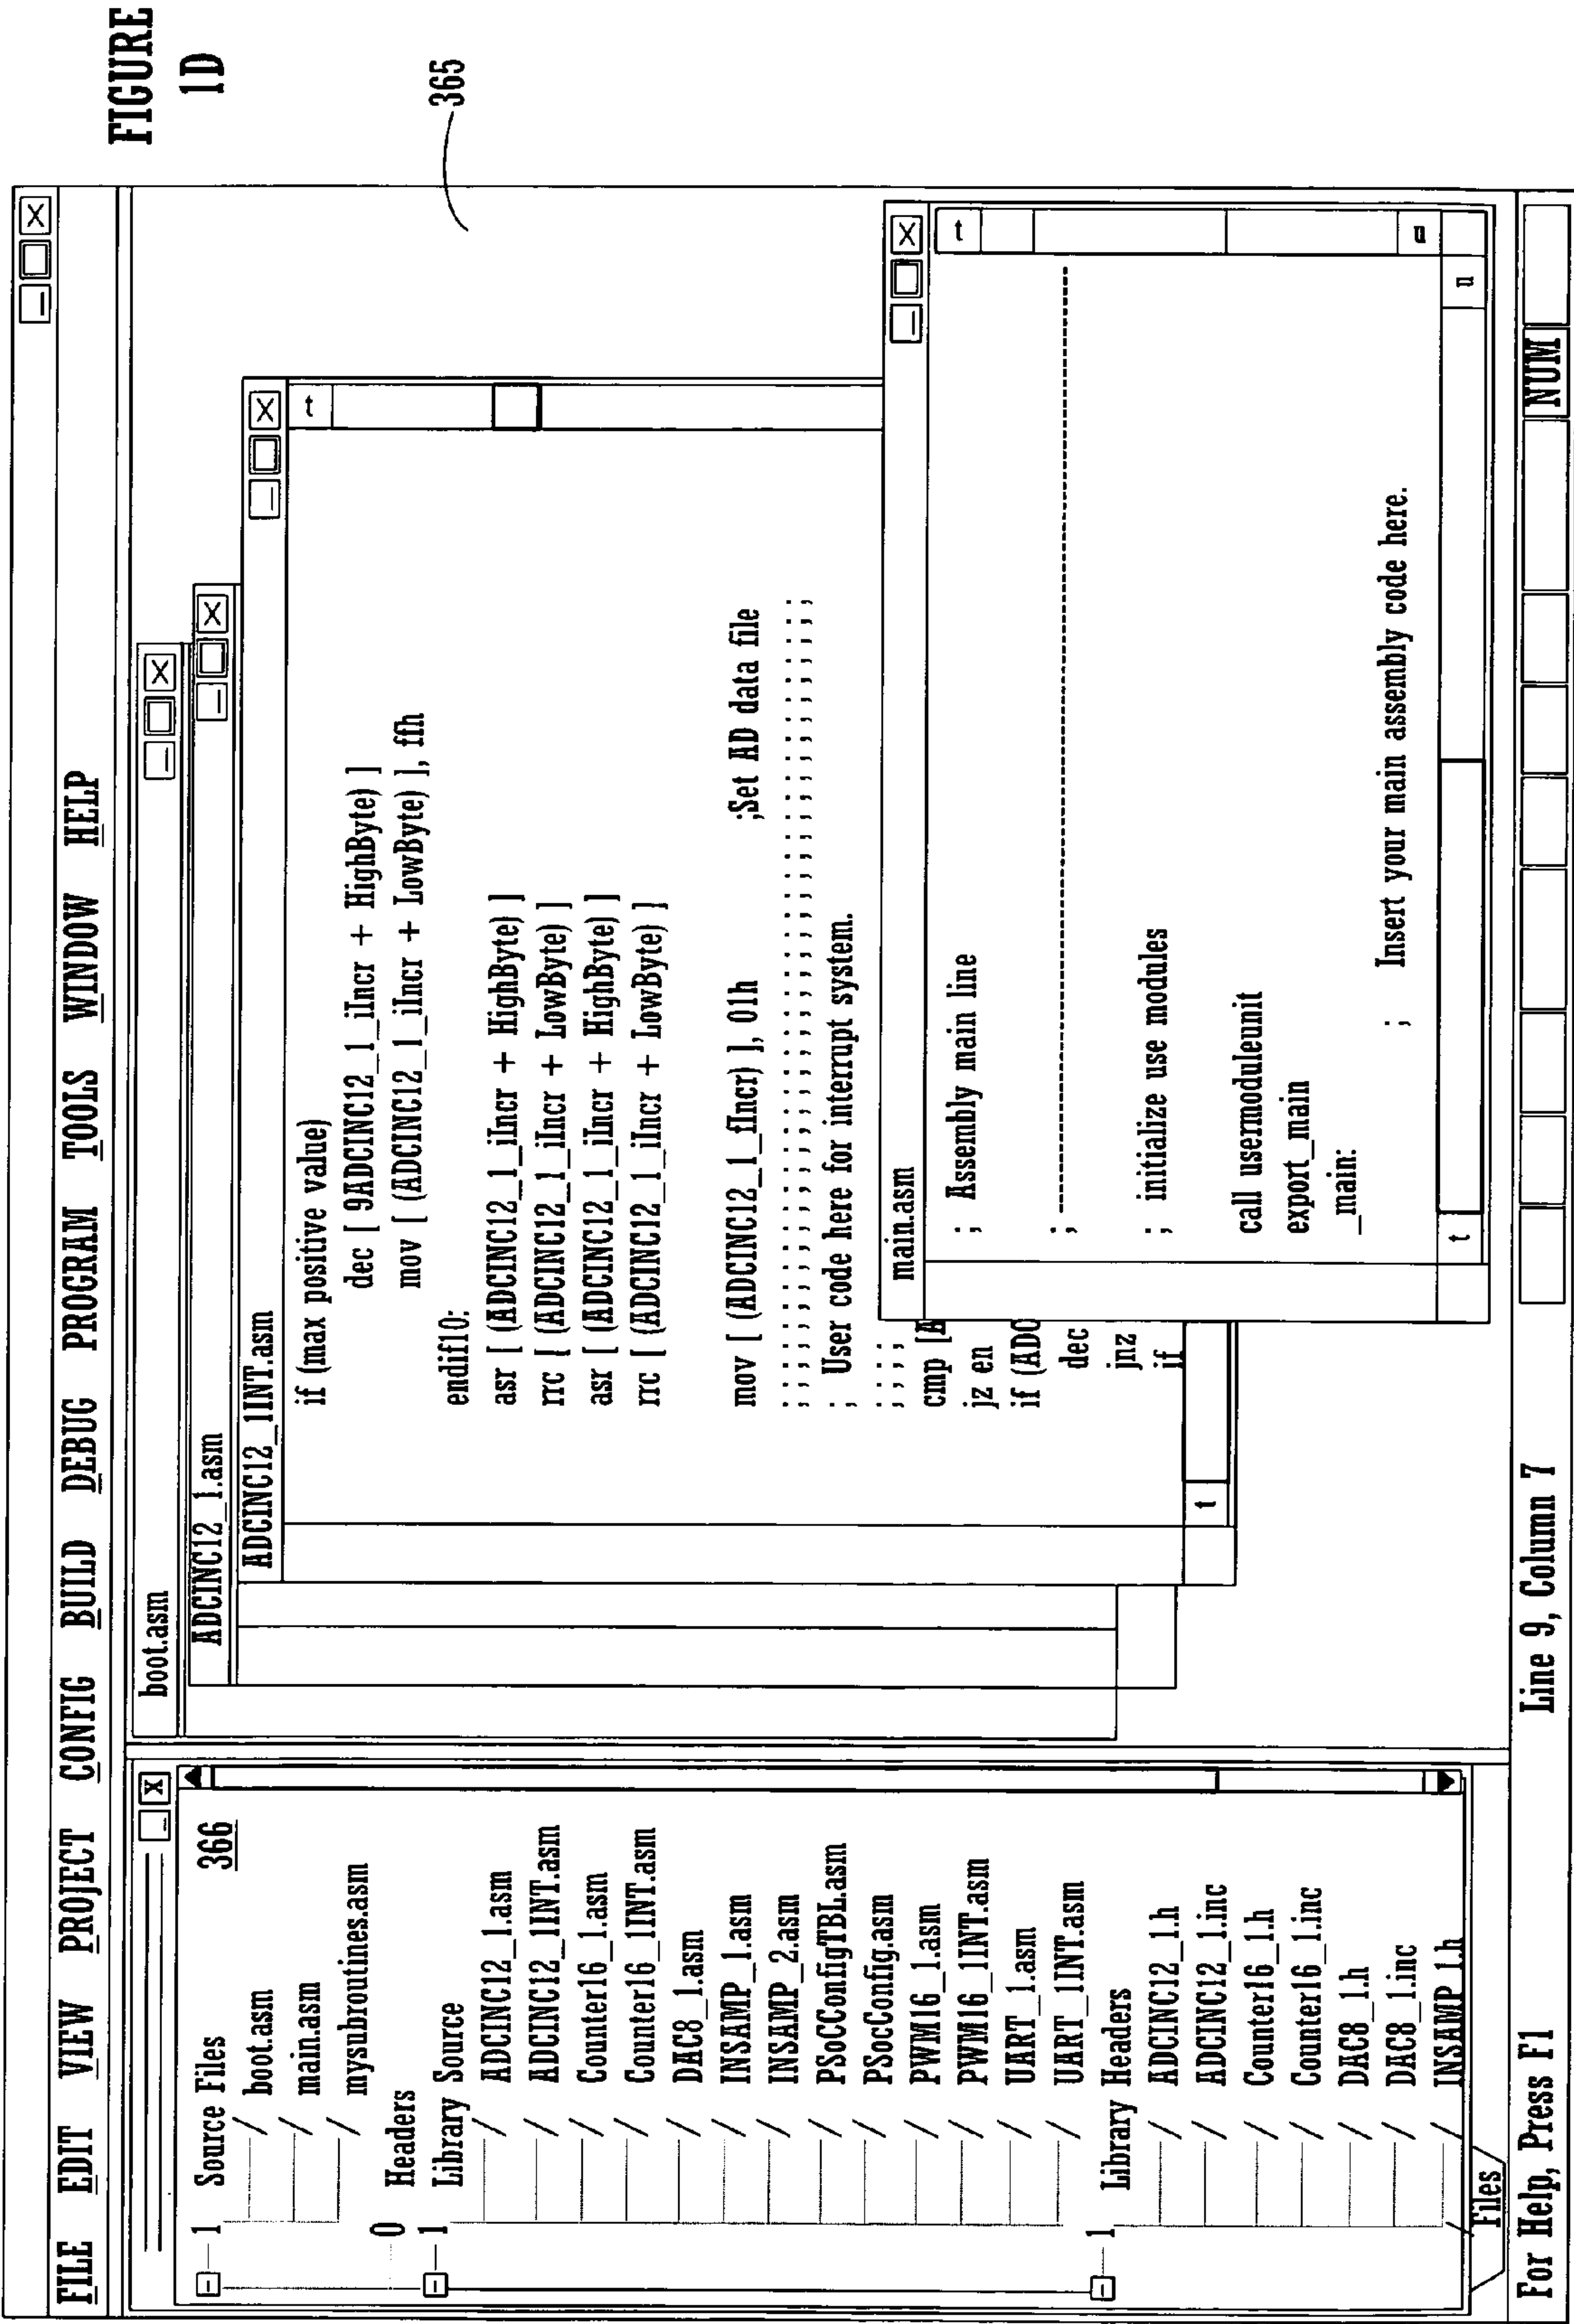 FIGURE
1D
365
FILE EDIT VIEW PROJECT CONFIG BUILD DEBUG PROGRAM TOOLS WINDOW HELP
366
Source Files
boot.asm
main.asm
mysubroutines.asm
Headers
Library Source
ADCINC12_1.asm
ADCINC12_1INT.asm
Counter16_1.asm
Counter16_1INT.asm
DAC8_1.asm
INSAMP_1.asm
INSAMP_2.asm
PSoCConfigTBL.asm
PSocConfig.asm
PWM16_1.asm
PWM16_1INT.asm
UART_1.asm
UART_1INT.asm
Library Headers
ADCINC12_1.h
ADCINC12_1.inc
Counter16_1.h
Counter16_1.inc
DAC8_1.h
DAC8_1.inc
INSAMP_1.h
Files
boot.asm
ADCINC12_1.asm
ADCINC12_1INT.asm
if (max positive value)
dec [ 9ADCINC12_1_iIncr + HighByte) ]
mov [ (ADCINC12_1_iIncr + LowByte) ], ffh
endif10:
asr [ (ADCINC12_1_iIncr + HighByte) ]
rrc [ (ADCINC12_1_iIncr + LowByte) ]
asr [ (ADCINC12_1_iIncr + HighByte) ]
rrc [ (ADCINC12_1_iIncr + LowByte) ]
mov [ (ADCINC12_1_fIncr) ], 01h ;Set AD data file
;;;;;;;;;;;;;;;;;;;;;;;;;;;;;;;;;;;;;;;;;
; User code here for interrupt system.
;;;;
cmp [A
jz en
if (ADC
dec
jnz
if
main.asm
; Assembly main line
;------------------------------------------------------------
; initialize use modules
call usermoduleunit
export_main
_main:
; Insert your main assembly code here.
For Help, Press F1 Line 9, Column 7 NUM